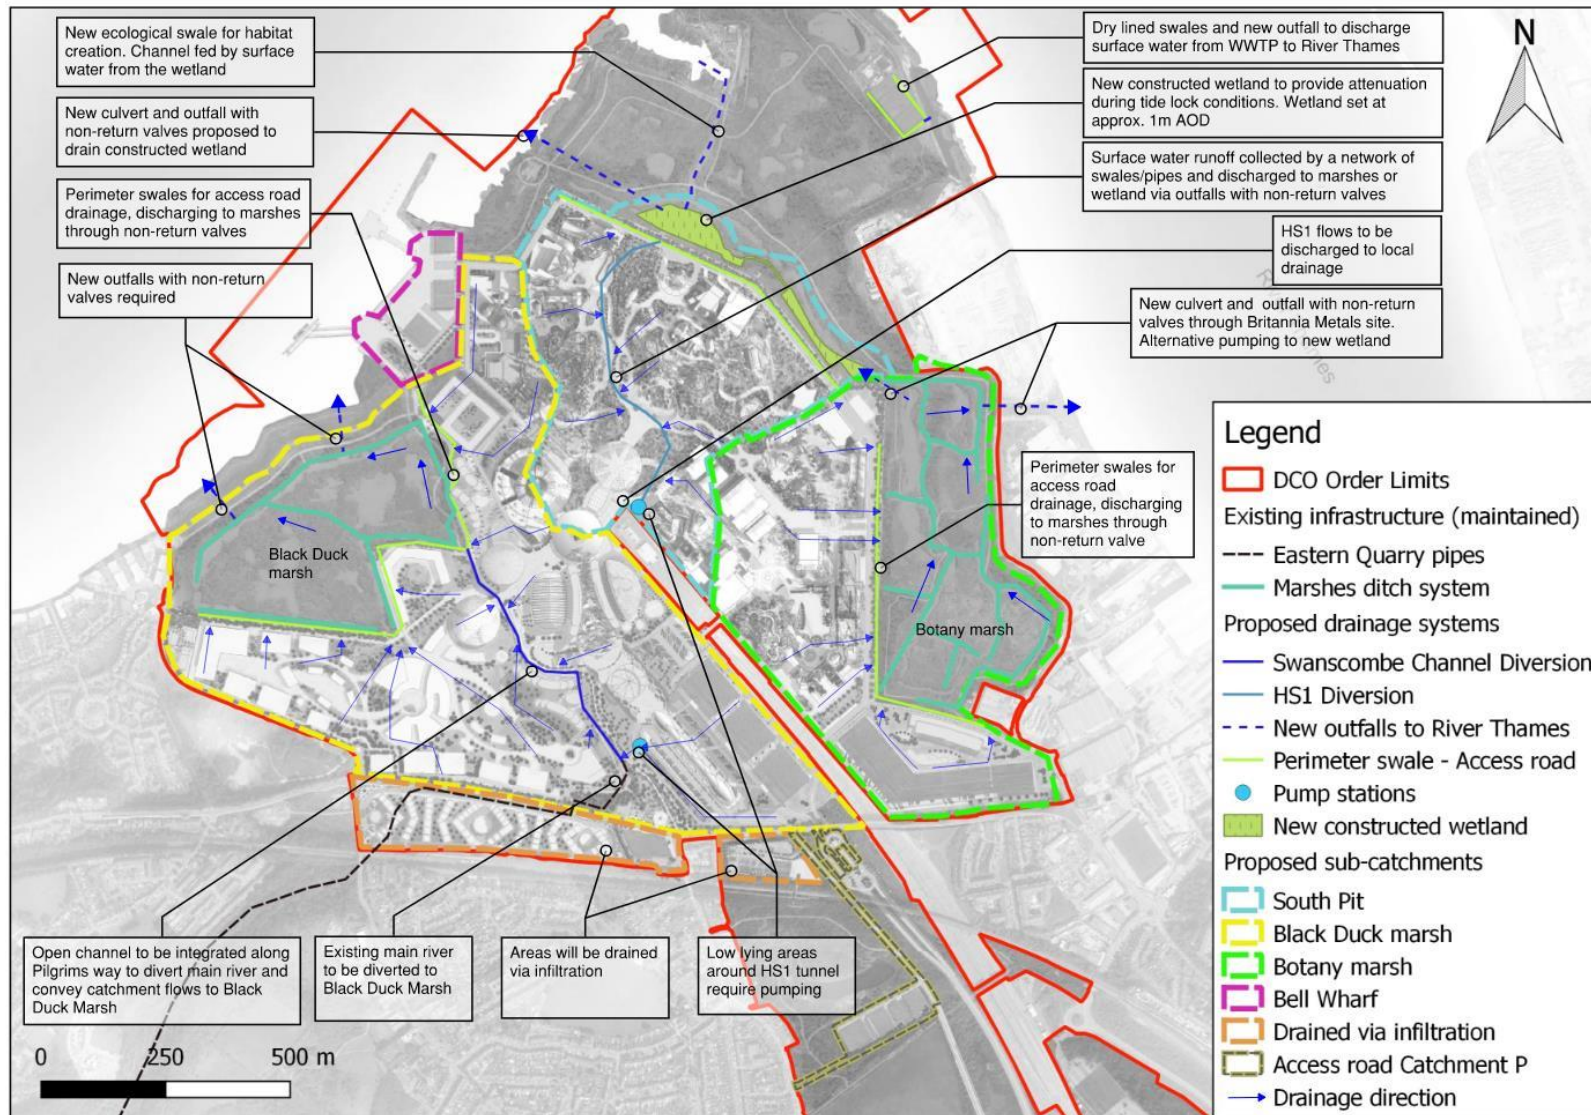 New ecological swale for habitat
creation. Channel fed by surface
water from the wetland
New culvert and outfall with
non-return valves proposed to
drain constructed wetland
Perimeter swales for access road
drainage, discharging to marshes
through non-return valves
New outfalls with non-return
valves required
Dry lined swales and new outfall to discharge
surface water from WWTP to River Thames
New constructed wetland to provide attenuation
during tide lock conditions. Wetland set at
approx. 1m AOD
Surface water runoff collected by a network of
swales/pipes and discharged to marshes or
wetland via outfalls with non-return valves
HS1 flows to be
discharged to local
drainage
New culvert and outfall with non-return
valves through Britannia Metals site.
Alternative pumping to new wetland
N
Perimeter swales for
access road
drainage, discharging
to marshes through
non-return valve
Black Duck
marsh
Botany marsh
Open channel to be integrated along
Pilgrims way to divert main river and
convey catchment flows to Black
Duck Marsh
Existing main river
to be diverted to
Black Duck Marsh
Areas will be drained
via infiltration
Low lying areas
around HS1 tunnel
require pumping
0 250 500 m
Legend
DCO Order Limits
Existing infrastructure (maintained)
Eastern Quarry pipes
Marshes ditch system
Proposed drainage systems
Swanscombe Channel Diversion
HS1 Diversion
New outfalls to River Thames
Perimeter swale - Access road
Pump stations
New constructed wetland
Proposed sub-catchments
South Pit
Black Duck marsh
Botany marsh
Bell Wharf
Drained via infiltration
Access road Catchment P
Drainage direction